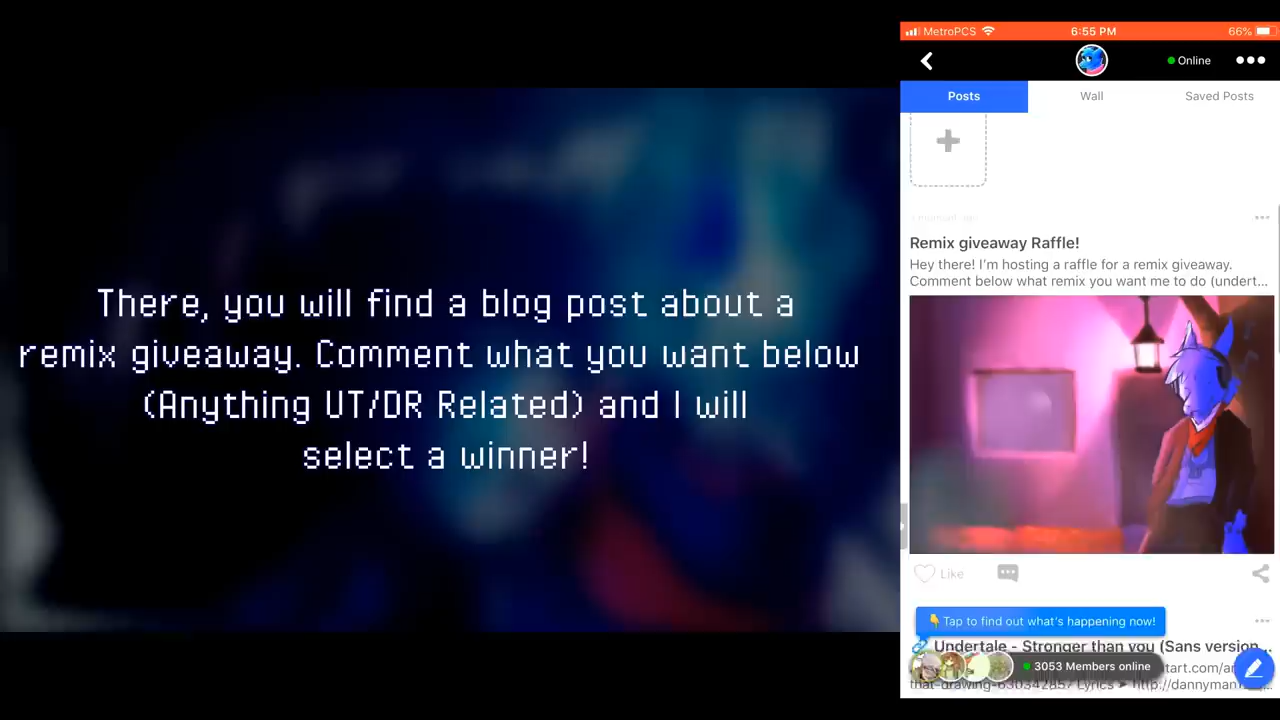 There, you will find a blog post about a
remix giveaway. Comment what you want below
(Anything UT/DR Related) and I will
select a winner!
MetroPCS
6:55 PM
66%
Online
Posts
Wall
Saved Posts
Remix giveaway Raffle!
Hey there! I'm hosting a raffle for a remix giveaway.
Comment below what remix you want me to do (undert...
Like
Tap to find out what's happening now!
Undertale - Stronger than you (Sans version...
3053 Members online
Lyrics